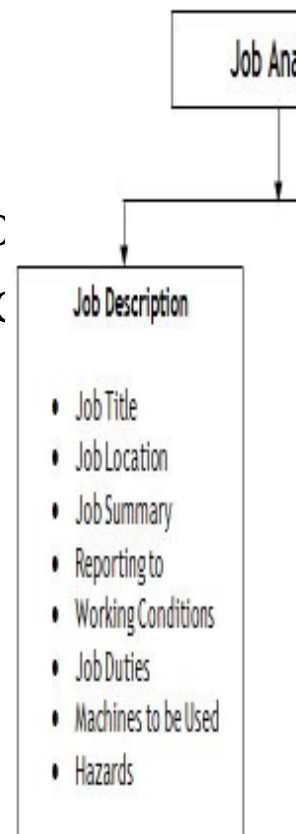 Job Ana
Job Description
• Job Title
• Job Location
• Job Summary
• Reporting to
• Working Conditions
• Job Duties
• Machines to be Used
• Hazards